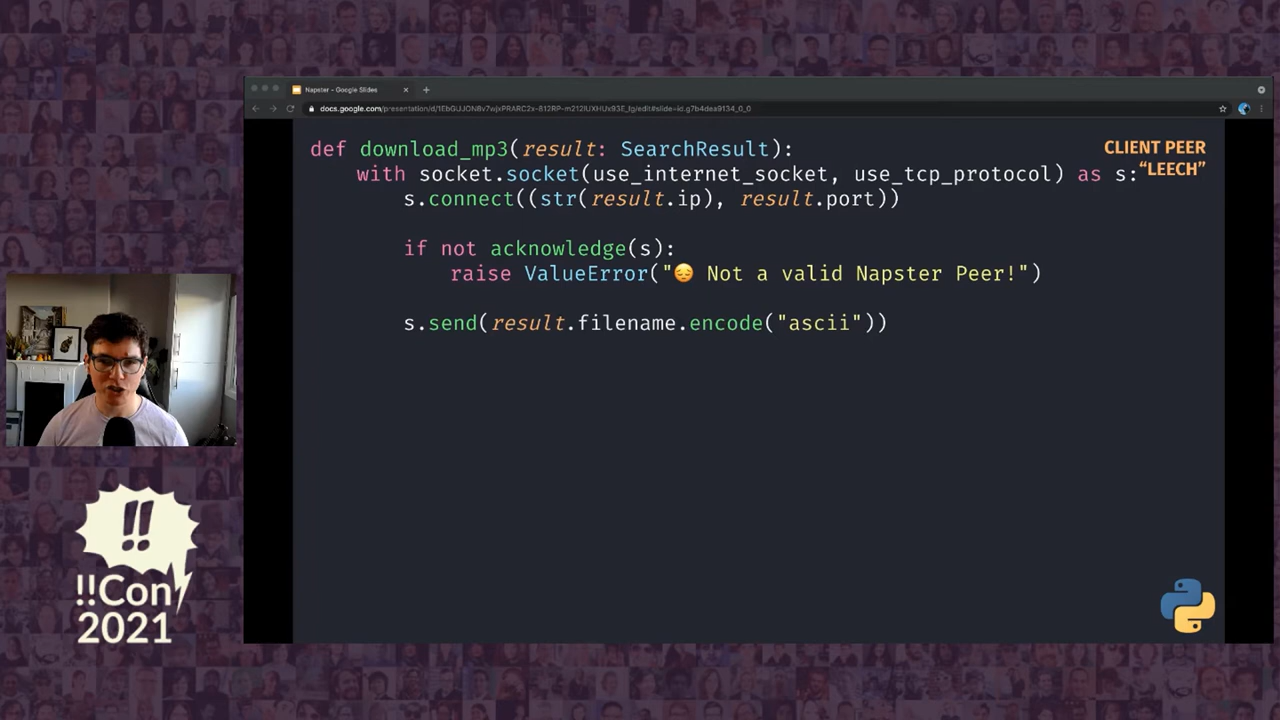 Napster - Google Slides
CLIENT PEER
“LEECH”
def download_mp3(result: SearchResult):
with socket.socket(use_internet_socket, use_tcp_protocol) as s:
s.connect((str(result.ip), result.port))
if not acknowledge(s):
raise ValueError("😔 Not a valid Napster Peer!")
s.send(result.filename.encode("ascii"))
!!
!!Con
2021